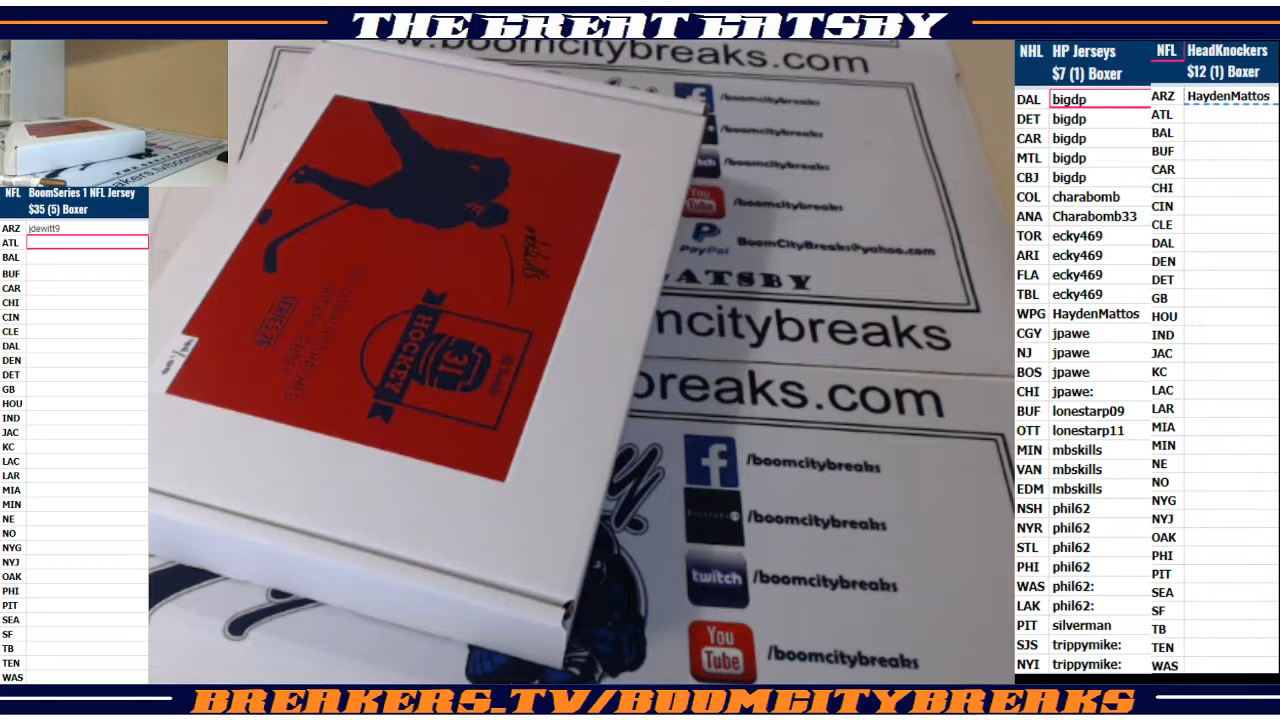 THE GREAT GATSBY
NFL BoomSeries 1 NFL Jersey
$35 (5) Boxer
ARZ jdewitt9
ATL
BAL
BUF
CAR
CHI
CIN
CLE
DAL
DEN
DET
GB
HOU
IND
JAC
KC
LAC
LAR
MIA
MIN
NE
NO
NYG
NYJ
OAK
PHI
PIT
SEA
SF
TB
TEN
WAS
www.boomcitybreaks.com
/boomcitybreaks
/boomcitybreaks
/boomcitybreaks
You Tube /boomcitybreaks
PayPal BoomCityBreaks@yahoo.com
GATSBY
mcitybreaks
reaks.com
/boomcitybreaks
/boomcitybreaks
twitch /boomcitybreaks
You Tube /boomcitybreaks
31
HOCKEY
NHL HP Jerseys
$7 (1) Boxer
DAL bigdp
DET bigdp
CAR bigdp
MTL bigdp
CBJ bigdp
COL charabomb
ANA Charabomb33
TOR ecky469
ARI ecky469
FLA ecky469
TBL ecky469
WPG HaydenMattos
CGY jpawe
NJ jpawe
BOS jpawe
CHI jpawe:
BUF lonestarp09
OTT lonestarp11
MIN mbskills
VAN mbskills
EDM mbskills
NSH phil62
NYR phil62
STL phil62
PHI phil62
WAS phil62:
LAK phil62:
PIT silverman
SJS trippymike:
NYI trippymike:
NFL HeadKnockers
$12 (1) Boxer
ARZ HaydenMattos
ATL
BAL
BUF
CAR
CHI
CIN
CLE
DAL
DEN
DET
GB
HOU
IND
JAC
KC
LAC
LAR
MIA
MIN
NE
NO
NYG
NYJ
OAK
PHI
PIT
SEA
SF
TB
TEN
WAS
BREAKERS.TV/BOOMCITYBREAKS